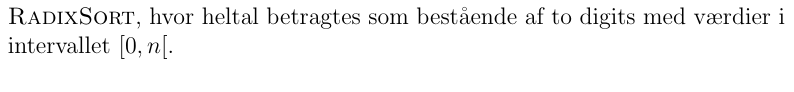 RADIXSORT, hvor heltal betragtes som bestående af to digits med værdier i
intervallet [0, n[.